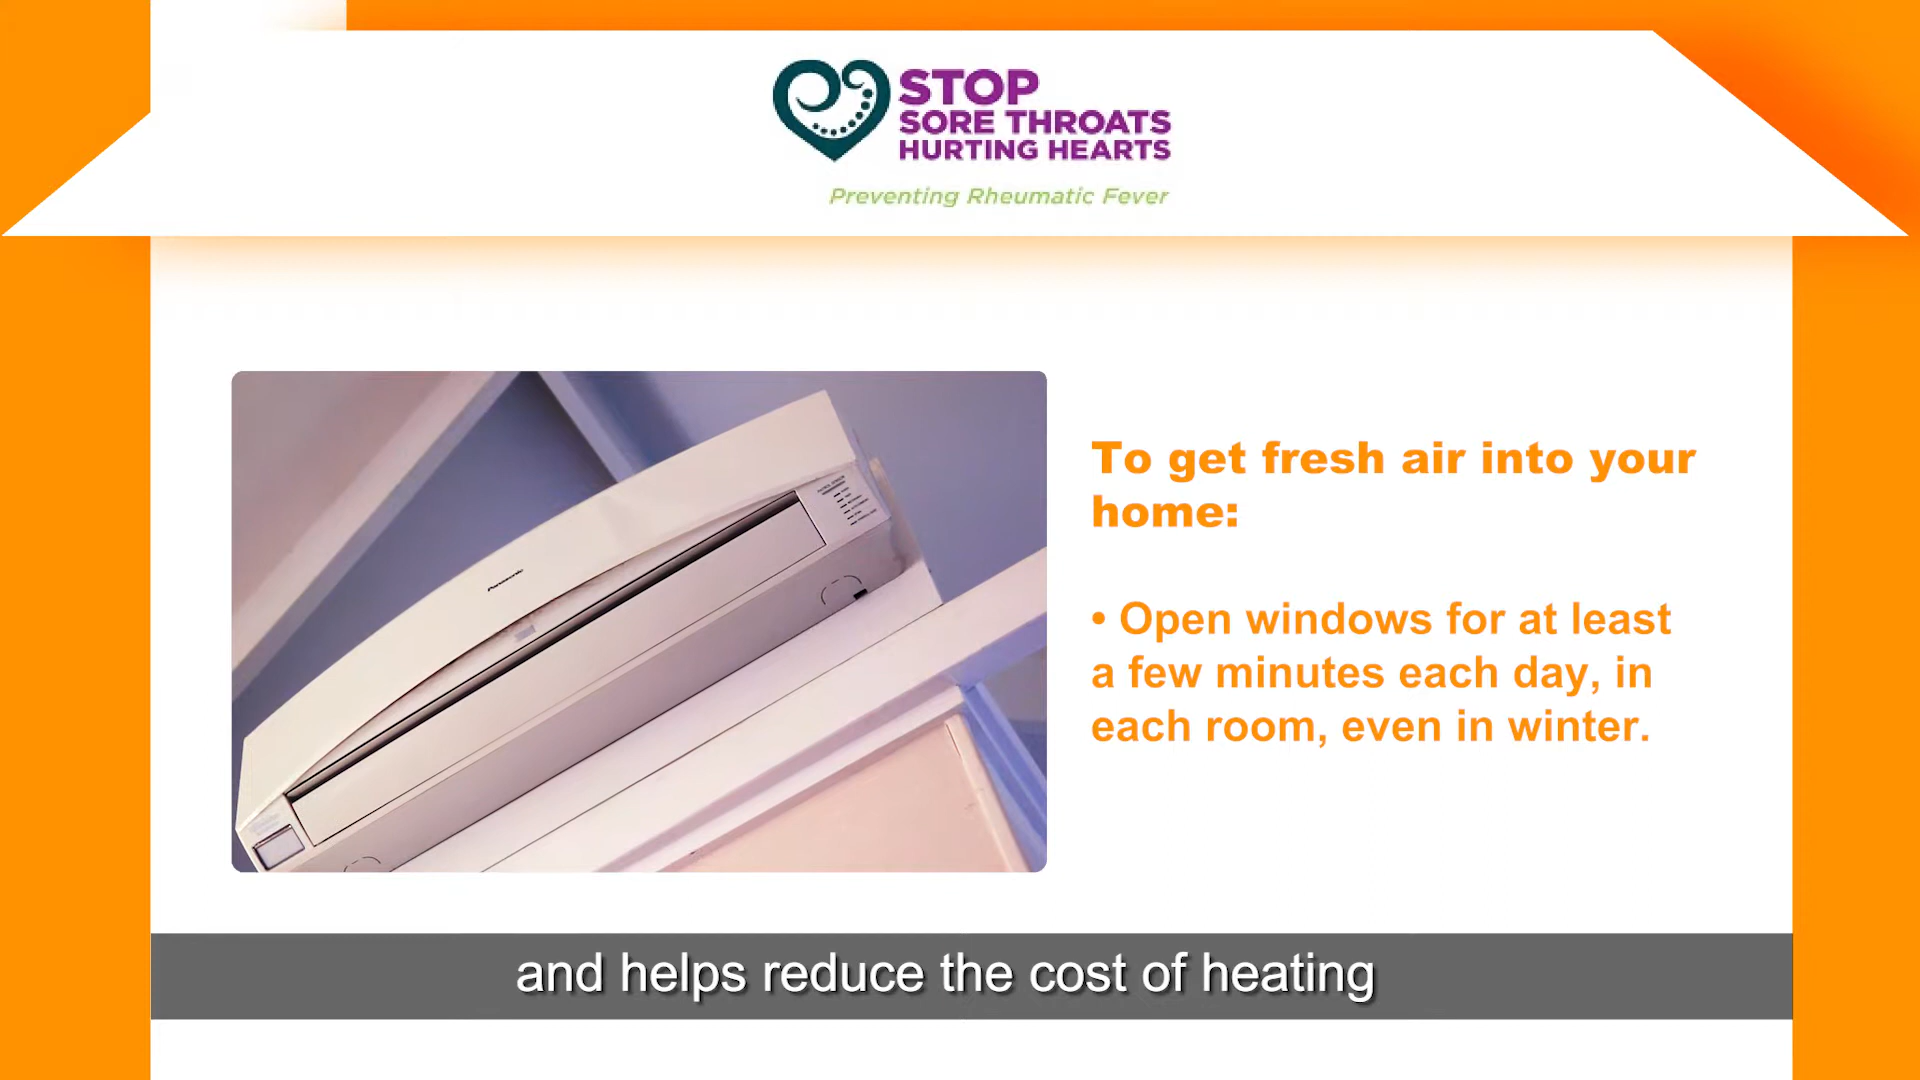 STOP
SORE THROATS
HURTING HEARTS
Preventing Rheumatic Fever
Panasonic
To get fresh air into your
home:
• Open windows for at least
a few minutes each day, in
each room, even in winter.
and helps reduce the cost of heating